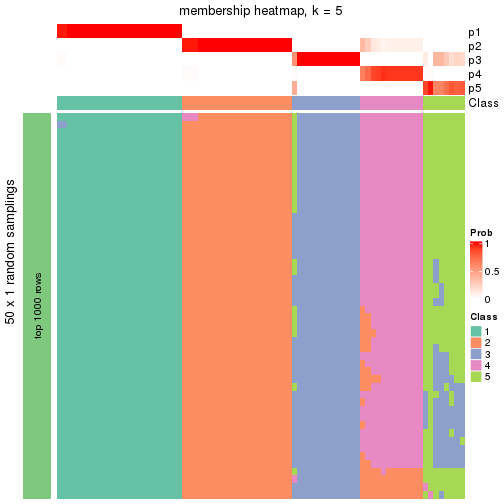 membership heatmap, k = 5
p1
p2
p3
p4
p5
Class
50 x 1 random samplings
top 1000 rows
Prob
1
0.5
0
Class
1
2
3
4
5